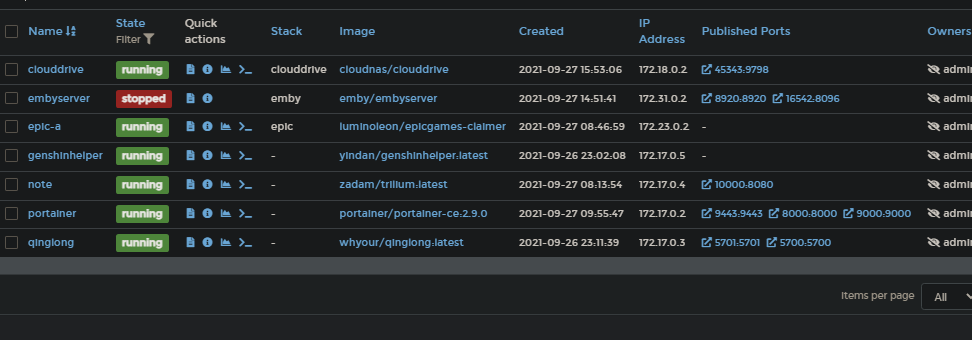 Name State Filter Quick actions Stack Image Created IP Address Published Ports Owners
clouddrive running clouddrive cloudnas/clouddrive 2021-09-27 15:53:06 172.18.0.2 45343:9798 admi
embyserver stopped emby emby/embyserver 2021-09-27 14:51:41 172.31.0.2 8920:8920 16542:8096 admi
epic-a running epic luminoleon/epicgames-claimer 2021-09-27 08:46:59 172.23.0.2 - admi
genshinhelper running - yindan/genshinhelper:latest 2021-09-26 23:02:08 172.17.0.5 - admi
note running - zadam/trilium:latest 2021-09-27 08:13:54 172.17.0.4 10000:8080 admi
portainer running - portainer/portainer-ce:2.9.0 2021-09-27 09:55:47 172.17.0.2 9443:9443 8000:8000 9000:9000 admi
qinglong running - whyour/qinglong:latest 2021-09-26 23:11:39 172.17.0.3 5701:5701 5700:5700 admi
Items per page All